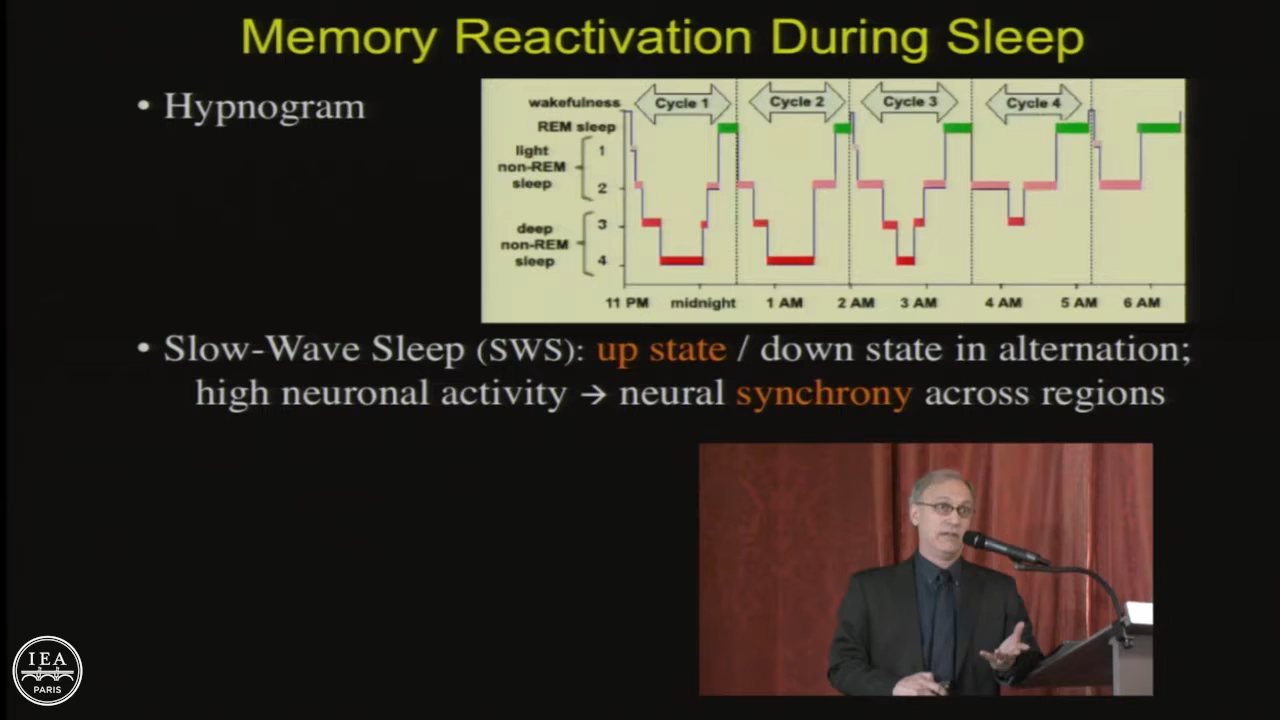 Memory Reactivation During Sleep
• Hypnogram
Cycle 1 Cycle 2 Cycle 3 Cycle 4
wakefulness
REM sleep
light
non-REM
sleep
1
2
deep
non-REM
sleep
3
4
11 PM midnight 1 AM 2 AM 3 AM 4 AM 5 AM 6 AM
• Slow-Wave Sleep (SWS): up state / down state in alternation;
high neuronal activity → neural synchrony across regions
IEA
PARIS